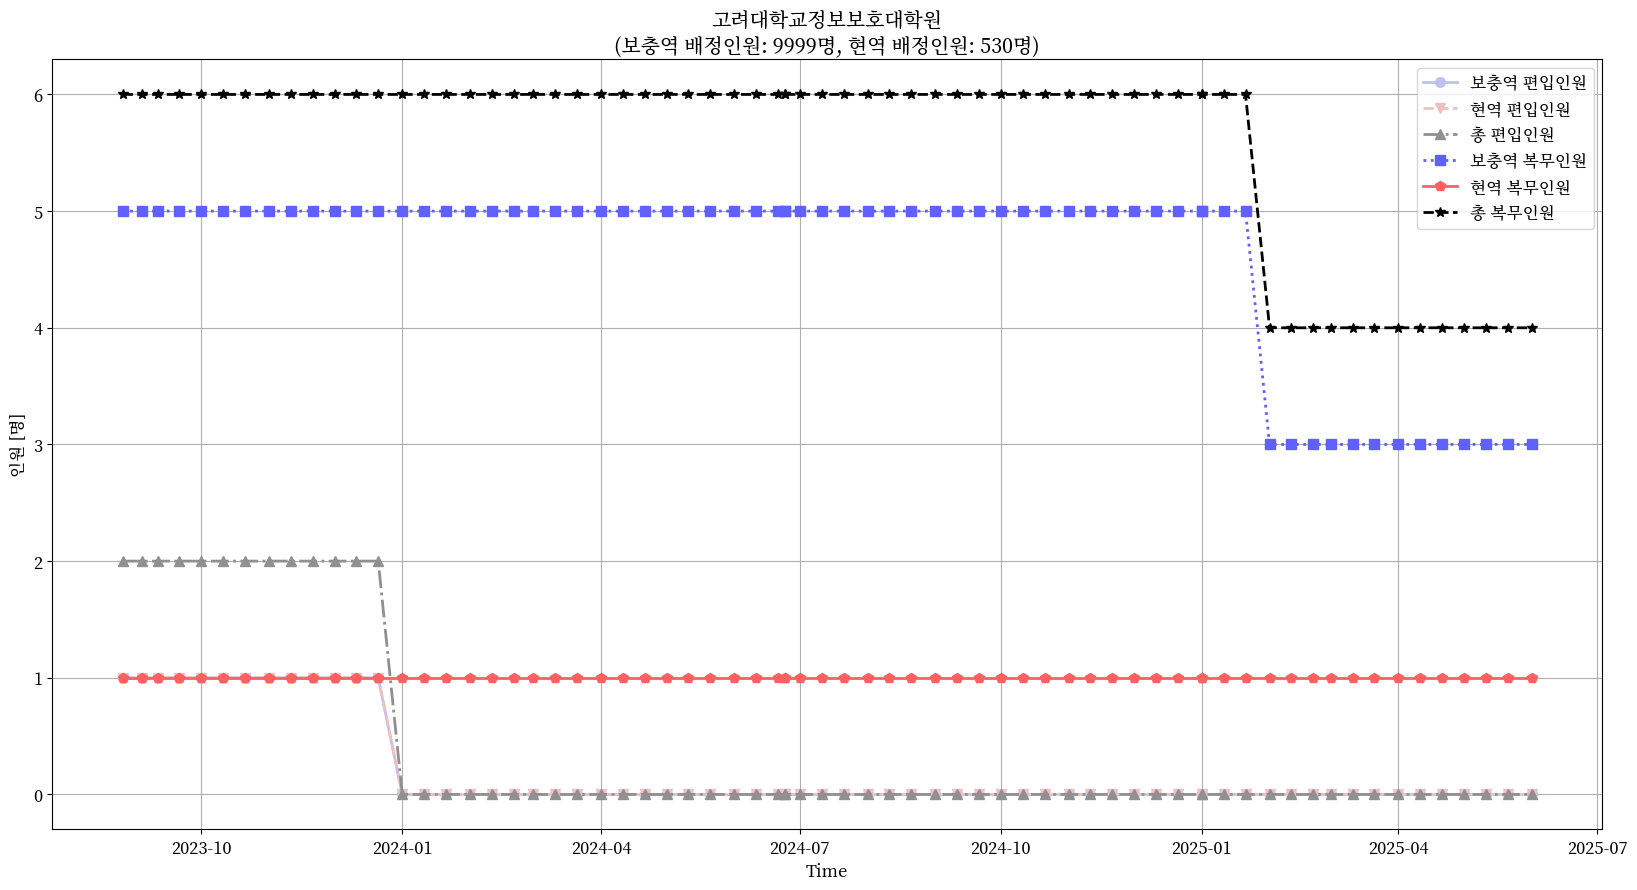 고려대학교정보보호대학원
(보충역 배정인원: 9999명, 현역 배정인원: 530명)
보충역 편입인원
현역 편입인원
총 편입인원
보충역 복무인원
현역 복무인원
총 복무인원
인원 [명]
6
5
4
3
2
1
0
2023-10 2024-01 2024-04 2024-07 2024-10 2025-01 2025-04 2025-07
Time